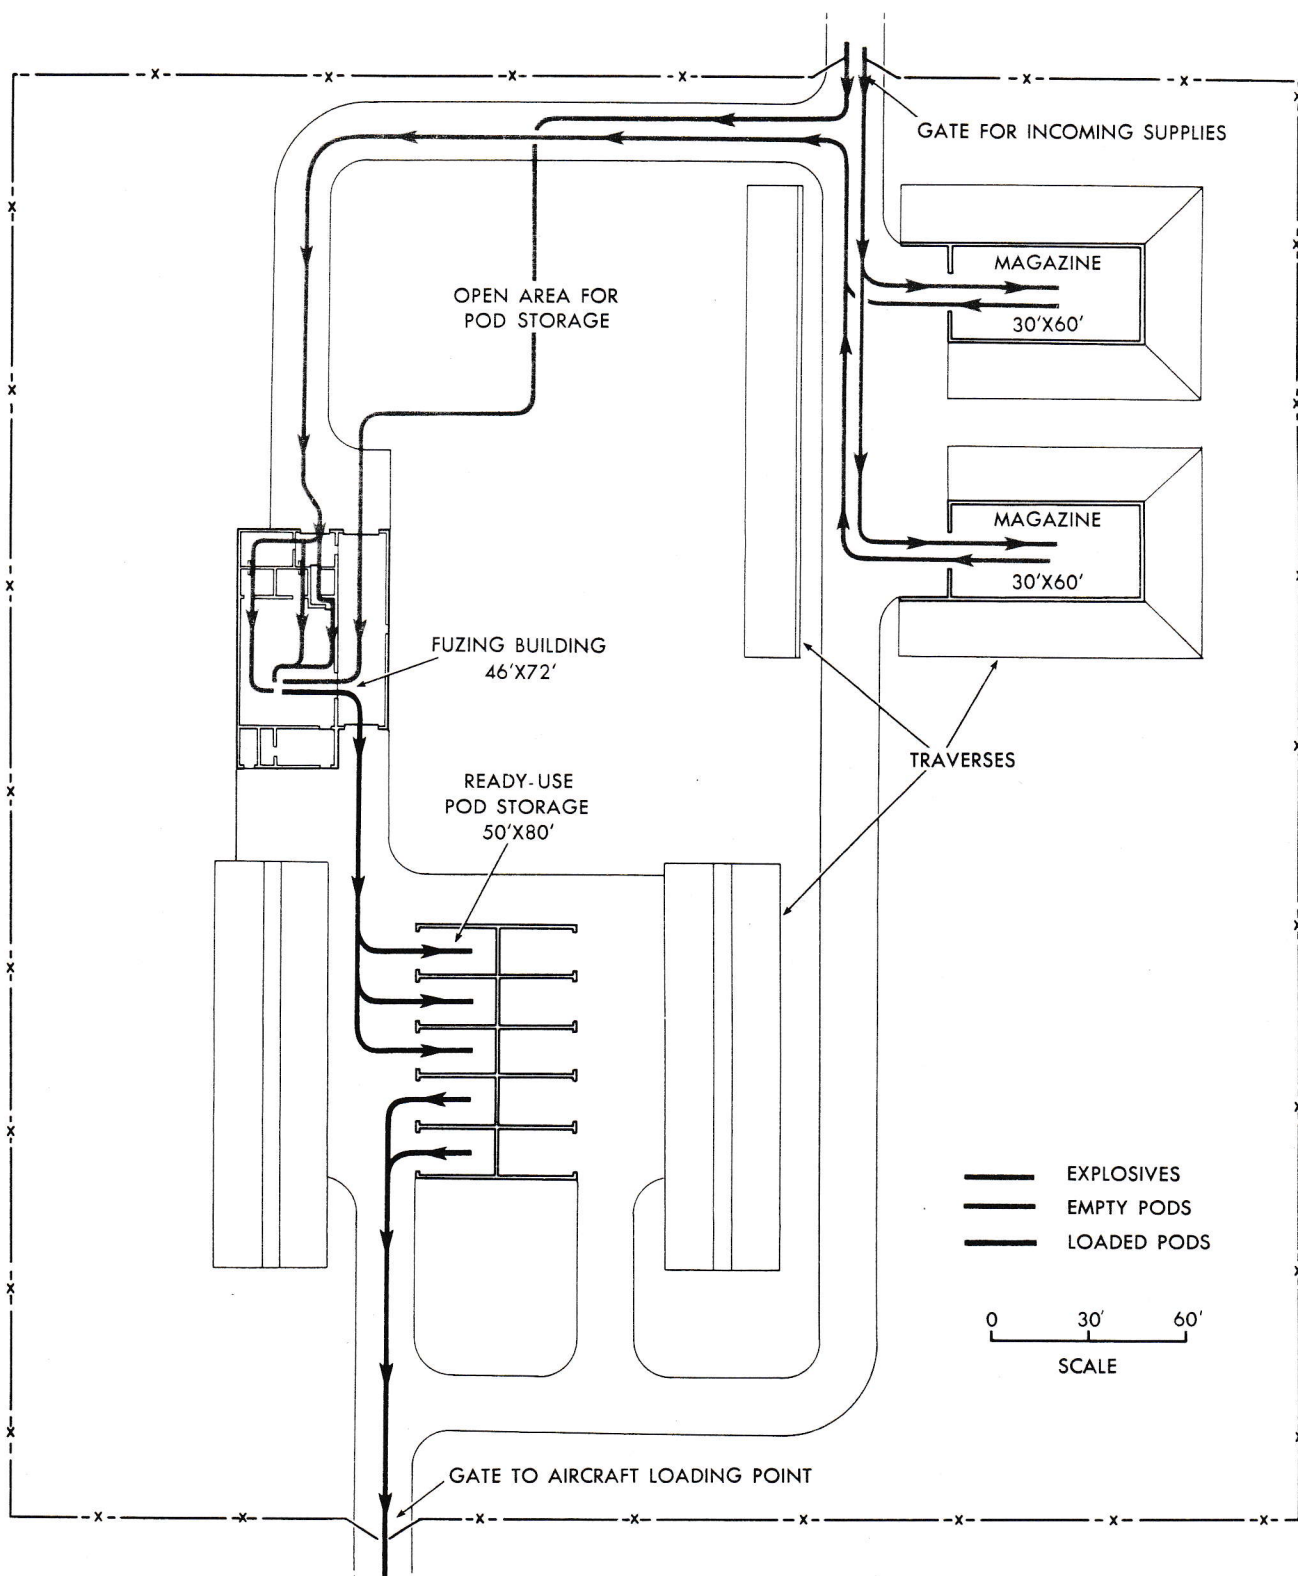 GATE FOR INCOMING SUPPLIES
MAGAZINE
30'X60'
OPEN AREA FOR
POD STORAGE
MAGAZINE
30'X60'
FUZING BUILDING
46'X72'
TRAVERSES
READY-USE
POD STORAGE
50'X80'
EXPLOSIVES
EMPTY PODS
LOADED PODS
0 30' 60'
SCALE
GATE TO AIRCRAFT LOADING POINT